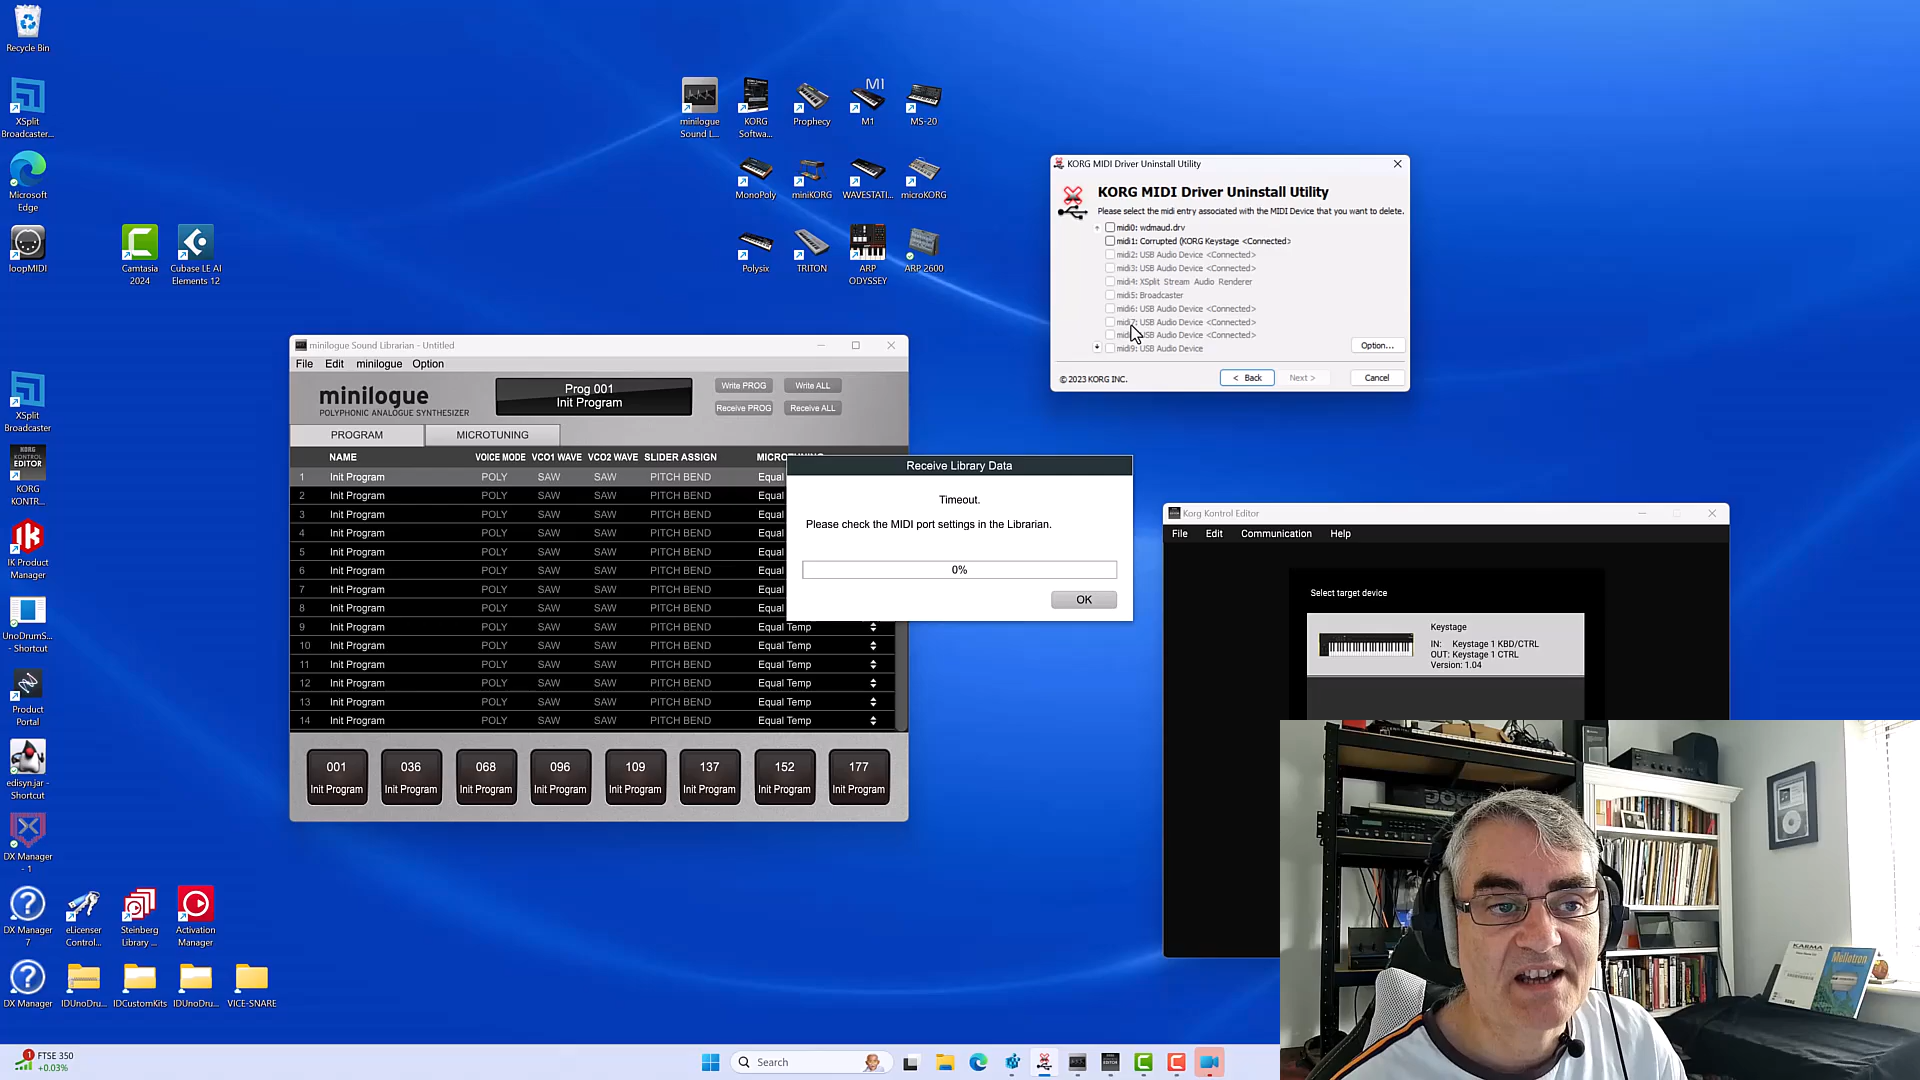 Recycle Bin
XSplit
Broadcaster...
Microsoft
Edge
loopMIDI
Camtasia
2024
Cubase LE AI
Elements 12
XSplit
Broadcaster
KORG
KONTROL
EDITOR
KORG
KONTR...
IK Product
Manager
UnoDrumS...
- Shortcut
Product
Portal
edisyn.jar -
Shortcut
DX Manager
- 1
DX Manager
7
eLicenser
Control...
Steinberg
Library ...
Activation
Manager
DX Manager
IDUnoDru...
IDCustomKits
IDUnoDru...
VICE-SNARE
minilogue
Sound L...
KORG
Softwa...
Prophecy
M1
M1
MS-20
MonoPoly
miniKORG
WAVESTATI...
microKORG
Polysix
TRITON
ARP
ODYSSEY
ARP 2600
KORG MIDI Driver Uninstall Utility
KORG MIDI Driver Uninstall Utility
Please select the midi entry associated with the MIDI Device that you want to delete.
midi0: wdmaud.drv
midi1: Corrupted (KORG Keystage <Connected>
midi2: USB Audio Device <Connected>
midi3: USB Audio Device <Connected>
midi4: XSplit Stream Audio Renderer
midi5: Broadcaster
midi6: USB Audio Device <Connected>
midi7: USB Audio Device <Connected>
USB Audio Device <Connected>
midi9: USB Audio Device
Option...
© 2023 KORG INC.
< Back
Next >
Cancel
minilogue Sound Librarian - Untitled
File Edit minilogue Option
minilogue
POLYPHONIC ANALOGUE SYNTHESIZER
Prog 001
Init Program
Write PROG
Write ALL
Receive PROG
Receive ALL
PROGRAM
MICROTUNING
NAME VOICE MODE VCO1 WAVE VCO2 WAVE SLIDER ASSIGN MICROTUNING
1 Init Program POLY SAW SAW PITCH BEND Equal
2 Init Program POLY SAW SAW PITCH BEND Equal
3 Init Program POLY SAW SAW PITCH BEND Equal
4 Init Program POLY SAW SAW PITCH BEND Equal
5 Init Program POLY SAW SAW PITCH BEND Equal
6 Init Program POLY SAW SAW PITCH BEND Equal
7 Init Program POLY SAW SAW PITCH BEND Equal
8 Init Program POLY SAW SAW PITCH BEND Equal
9 Init Program POLY SAW SAW PITCH BEND Equal Temp
10 Init Program POLY SAW SAW PITCH BEND Equal Temp
11 Init Program POLY SAW SAW PITCH BEND Equal Temp
12 Init Program POLY SAW SAW PITCH BEND Equal Temp
13 Init Program POLY SAW SAW PITCH BEND Equal Temp
14 Init Program POLY SAW SAW PITCH BEND Equal Temp
001 036 068 096 109 137 152 177
Init Program Init Program Init Program Init Program Init Program Init Program Init Program Init Program
Receive Library Data
Timeout.
Please check the MIDI port settings in the Librarian.
0%
OK
Korg Kontrol Editor
File Edit Communication Help
Select target device
Keystage
IN: Keystage 1 KBD/CTRL
OUT: Keystage 1 CTRL
Version: 1.04
KARMA
Mellotron
1
FTSE 350
+0.03%
Search